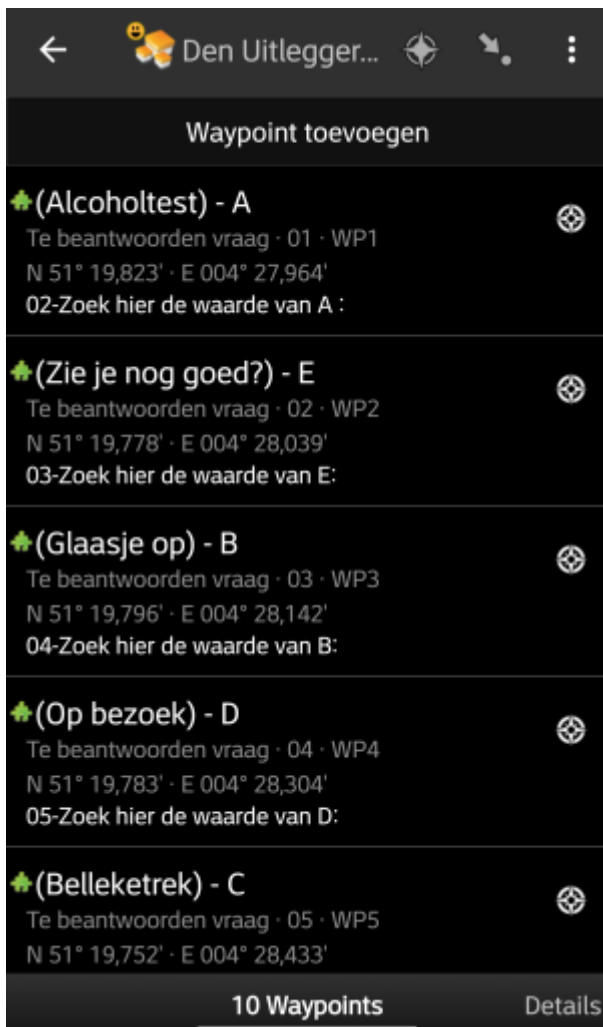 Den Uitlegger...
Waypoint toevoegen
(Alcoholtest) - A
Te beantwoorden vraag · 01 · WP1
N 51° 19,823' · E 004° 27,964'
02-Zoek hier de waarde van A :
(Zie je nog goed?) - E
Te beantwoorden vraag · 02 · WP2
N 51° 19,778' · E 004° 28,039'
03-Zoek hier de waarde van E:
(Glaasje op) - B
Te beantwoorden vraag · 03 · WP3
N 51° 19,796' · E 004° 28,142'
04-Zoek hier de waarde van B:
(Op bezoek) - D
Te beantwoorden vraag · 04 · WP4
N 51° 19,783' · E 004° 28,304'
05-Zoek hier de waarde van D:
(Belleketrek) - C
Te beantwoorden vraag · 05 · WP5
N 51° 19,752' · E 004° 28,433'
10 Waypoints Details